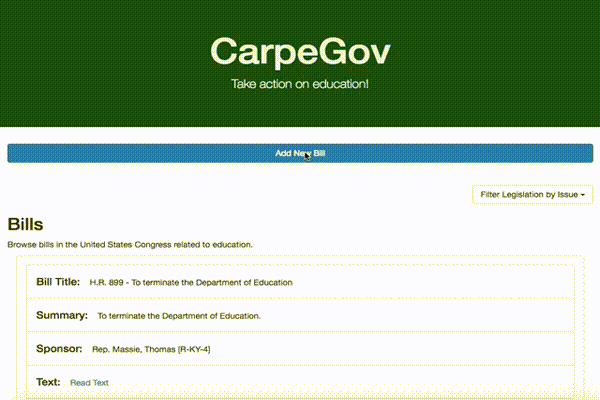 CarpeGov
Take action on education!
Add New Bill
Filter Legislation by Issue
Bills
Browse bills in the United States Congress related to education.
Bill Title: H.R. 899 - To terminate the Department of Education
Summary: To terminate the Department of Education.
Sponsor: Rep. Massie, Thomas [R-KY-4]
Text: Read Text